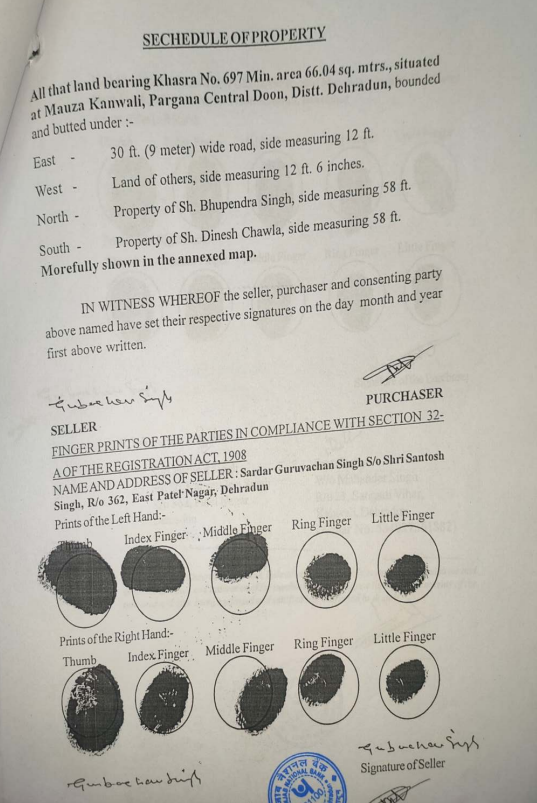 SECHEDULE OF PROPERTY
All that land bearing Khasra No. 697 Min. area 66.04 sq. mtrs., situated
at Mauza Kanwali, Pargana Central Doon, Distt. Dehradun, bounded
and butted under :-
East - 30 ft. (9 meter) wide road, side measuring 12 ft.
West - Land of others, side measuring 12 ft. 6 inches.
North - Property of Sh. Bhupendra Singh, side measuring 58 ft.
South - Property of Sh. Dinesh Chawla, side measuring 58 ft.
Morefully shown in the annexed map.
IN WITNESS WHEREOF the seller, purchaser and consenting party
above named have set their respective signatures on the day month and year
first above written.
SELLER PURCHASER
FINGER PRINTS OF THE PARTIES IN COMPLIANCE WITH SECTION 32-
A OF THE REGISTRATION ACT, 1908
NAME AND ADDRESS OF SELLER : Sardar Guruvachan Singh S/o Shri Santosh
Singh, R/o 362, East Patel Nagar, Dehradun
Prints of the Left Hand:-
Thumb Index Finger Middle Finger Ring Finger Little Finger
Prints of the Right Hand:-
Thumb Index Finger Middle Finger Ring Finger Little Finger
Signature of Seller
नैशनल बैंक
NATIONAL BANK